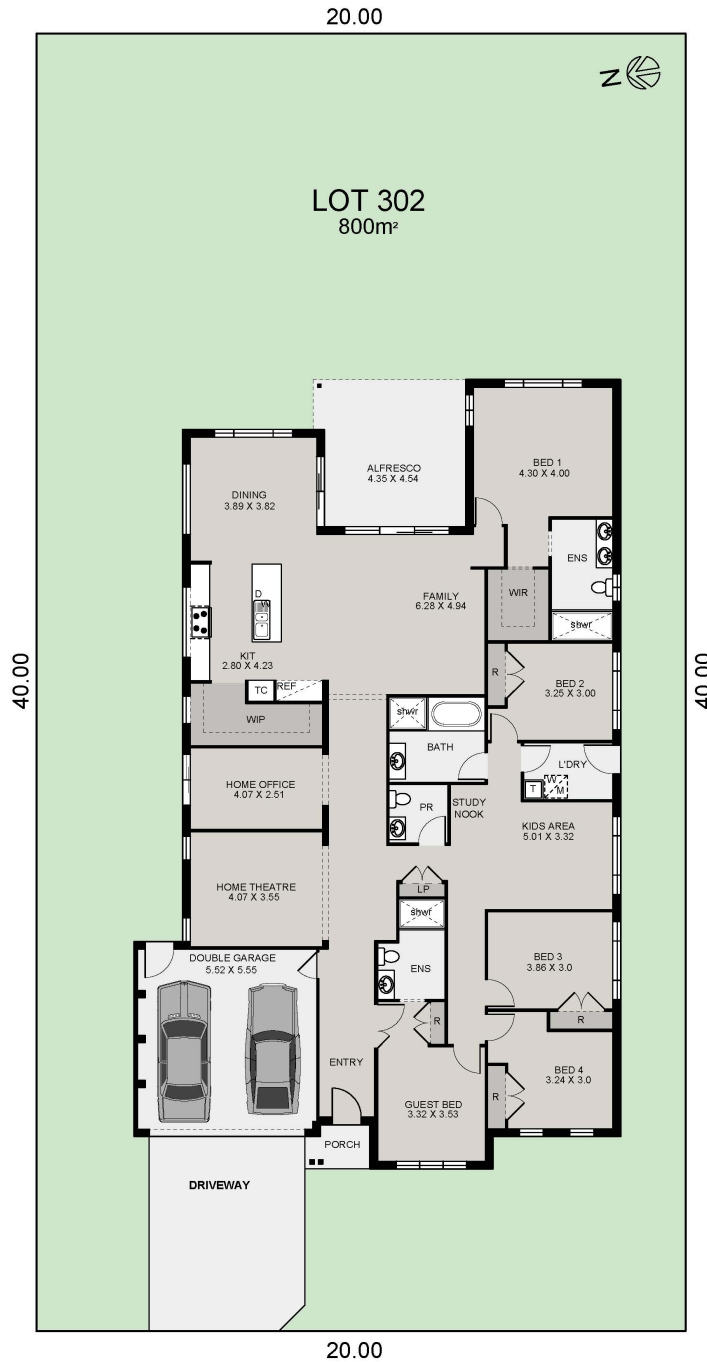 20.00
N
LOT 302
800m²
40.00
40.00
ALFRESCO
4.35 X 4.54
BED 1
4.30 X 4.00
DINING
3.89 X 3.82
ENS
D
W
FAMILY
6.28 X 4.94
WIR
shwr
KIT
2.80 X 4.23
TC
REF
R
BED 2
3.25 X 3.00
WIP
shwr
BATH
HOME OFFICE
4.07 X 2.51
L'DRY
T
W
M
PR
STUDY
NOOK
KIDS AREA
5.01 X 3.32
HOME THEATRE
4.07 X 3.55
LP
shwr
DOUBLE GARAGE
5.52 X 5.55
ENS
BED 3
3.86 X 3.0
R
R
ENTRY
BED 4
3.24 X 3.0
R
GUEST BED
3.32 X 3.53
PORCH
DRIVEWAY
20.00